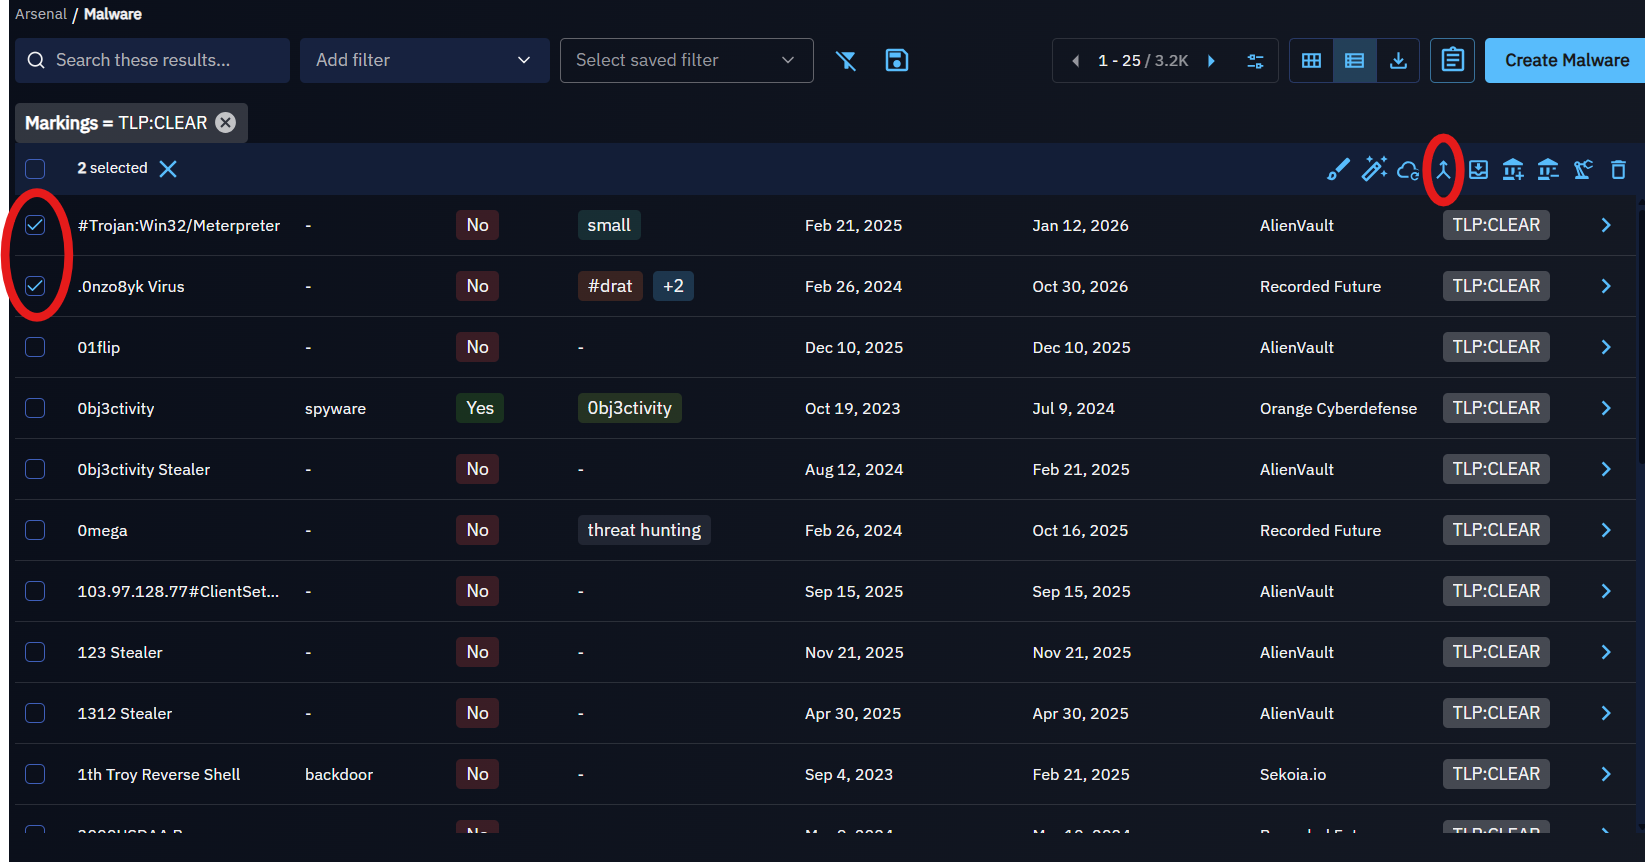 Arsenal / Malware
Search these results... Add filter Select saved filter 1 - 25 / 3.2K Create Malware
Markings = TLP:CLEAR
2 selected
#Trojan:Win32/Meterpreter - No small Feb 21, 2025 Jan 12, 2026 AlienVault TLP:CLEAR
.0nzo8yk Virus - No #drat +2 Feb 26, 2024 Oct 30, 2026 Recorded Future TLP:CLEAR
01flip - No - Dec 10, 2025 Dec 10, 2025 AlienVault TLP:CLEAR
0bj3ctivity spyware Yes 0bj3ctivity Oct 19, 2023 Jul 9, 2024 Orange Cyberdefense TLP:CLEAR
0bj3ctivity Stealer - No - Aug 12, 2024 Feb 21, 2025 AlienVault TLP:CLEAR
0mega - No threat hunting Feb 26, 2024 Oct 16, 2025 Recorded Future TLP:CLEAR
103.97.128.77#ClientSet... - No - Sep 15, 2025 Sep 15, 2025 AlienVault TLP:CLEAR
123 Stealer - No - Nov 21, 2025 Nov 21, 2025 AlienVault TLP:CLEAR
1312 Stealer - No - Apr 30, 2025 Apr 30, 2025 AlienVault TLP:CLEAR
1th Troy Reverse Shell backdoor No - Sep 4, 2023 Feb 21, 2025 Sekoia.io TLP:CLEAR
No Recorded Future TLP:CLEAR